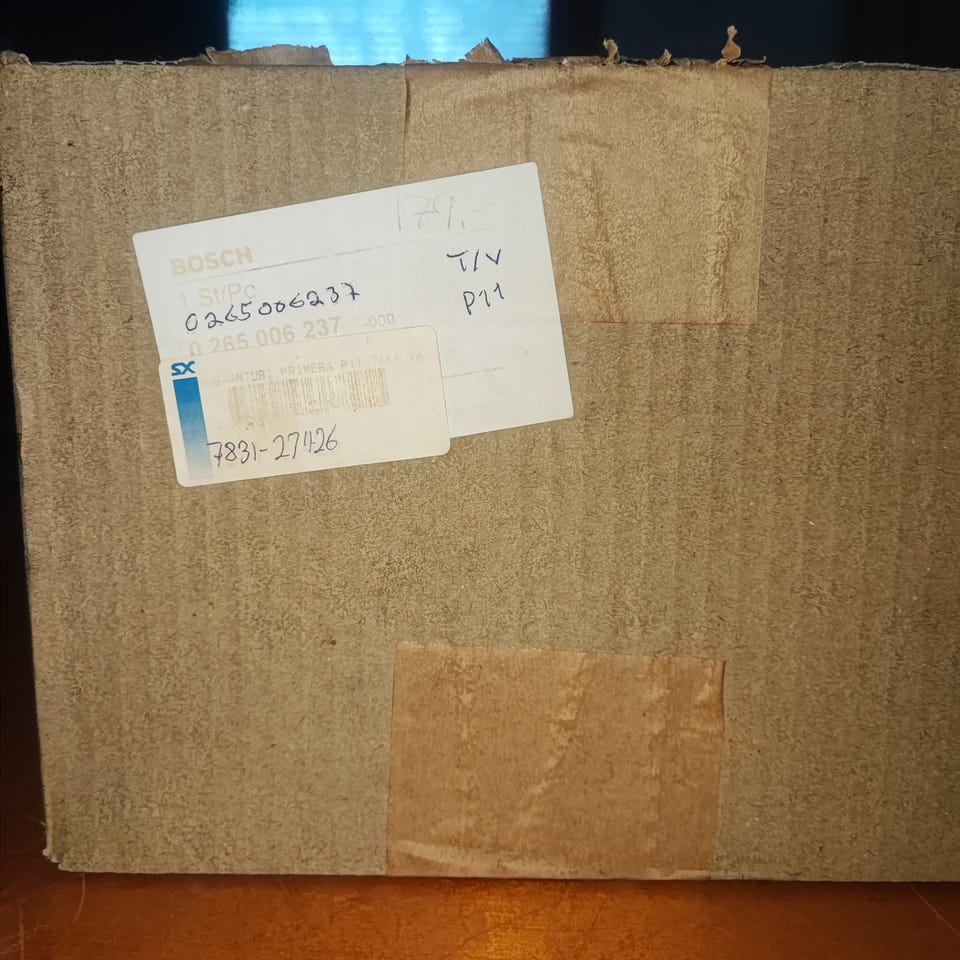 179,-
BOSCH
T/V
1 St/Pc
0265006237
P11
0 265 006 237 -000
SX
S-ANTURI PRIMERA P11 TAKA VA
7831-27426